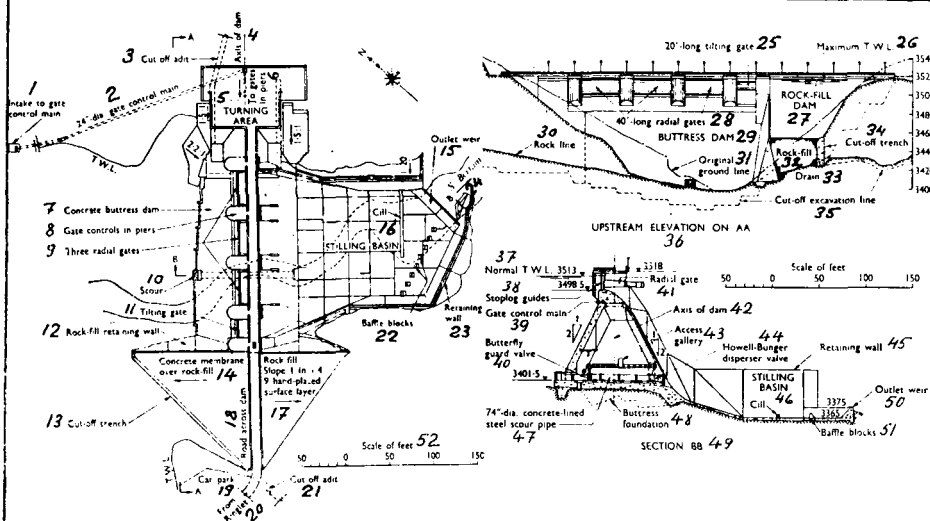 A
4
Axis of dam
3 Cut off adit
1
Intake to gate
control main
2
24"-dia. gate control main
To gates
in piers
6
5
TURNING
AREA
T.W.L.
N
Outlet weir
15
7 Concrete buttress dam
8 Gate controls in piers
9 Three radial gates
B
10
Scour
11 Tilting gate
12 Rock-fill retaining wall
Cill
16
STILLING BASIN
Baffle blocks
22
Retaining
wall
23
Concrete membrane
over rock-fill
14
Rock fill
Slope 1 in 1·4
9 hand-placed
surface layer
17
13 Cut-off trench
18
Road across dam
Scale of feet 52
50 0 50 100 150
T.W.L.
Car park
19
A
From
Ringlet
20
Cut off adit
21
20'-long tilting gate 25
Maximum T W L. 26
ROCK-FILL
DAM
27
40'-long radial gates 28
BUTTRESS DAM 29
30
Rock line
Original
ground line
31
Rock-fill
32
34
Cut-off trench
Drain 33
Cut-off excavation line
35
3540
3520
3500
3480
3460
3440
3420
3400
UPSTREAM ELEVATION ON AA
36
Scale of feet
50 0 50 100 150
37
Normal T W L. 3513
38 3498·5
Stoplog guides
Gate control main
39
3518
Radial gate
41
Axis of dam 42
Access 43
gallery
44
Howell-Bunger
disperser valve
Retaining wall 45
Butterfly
guard valve
40
3401·5
STILLING
BASIN
46
Cill
3375
3365
Outlet weir
50
Baffle blocks 51
74"-dia. concrete-lined
steel scour pipe
47
Buttress
foundation 48
SECTION BB 49